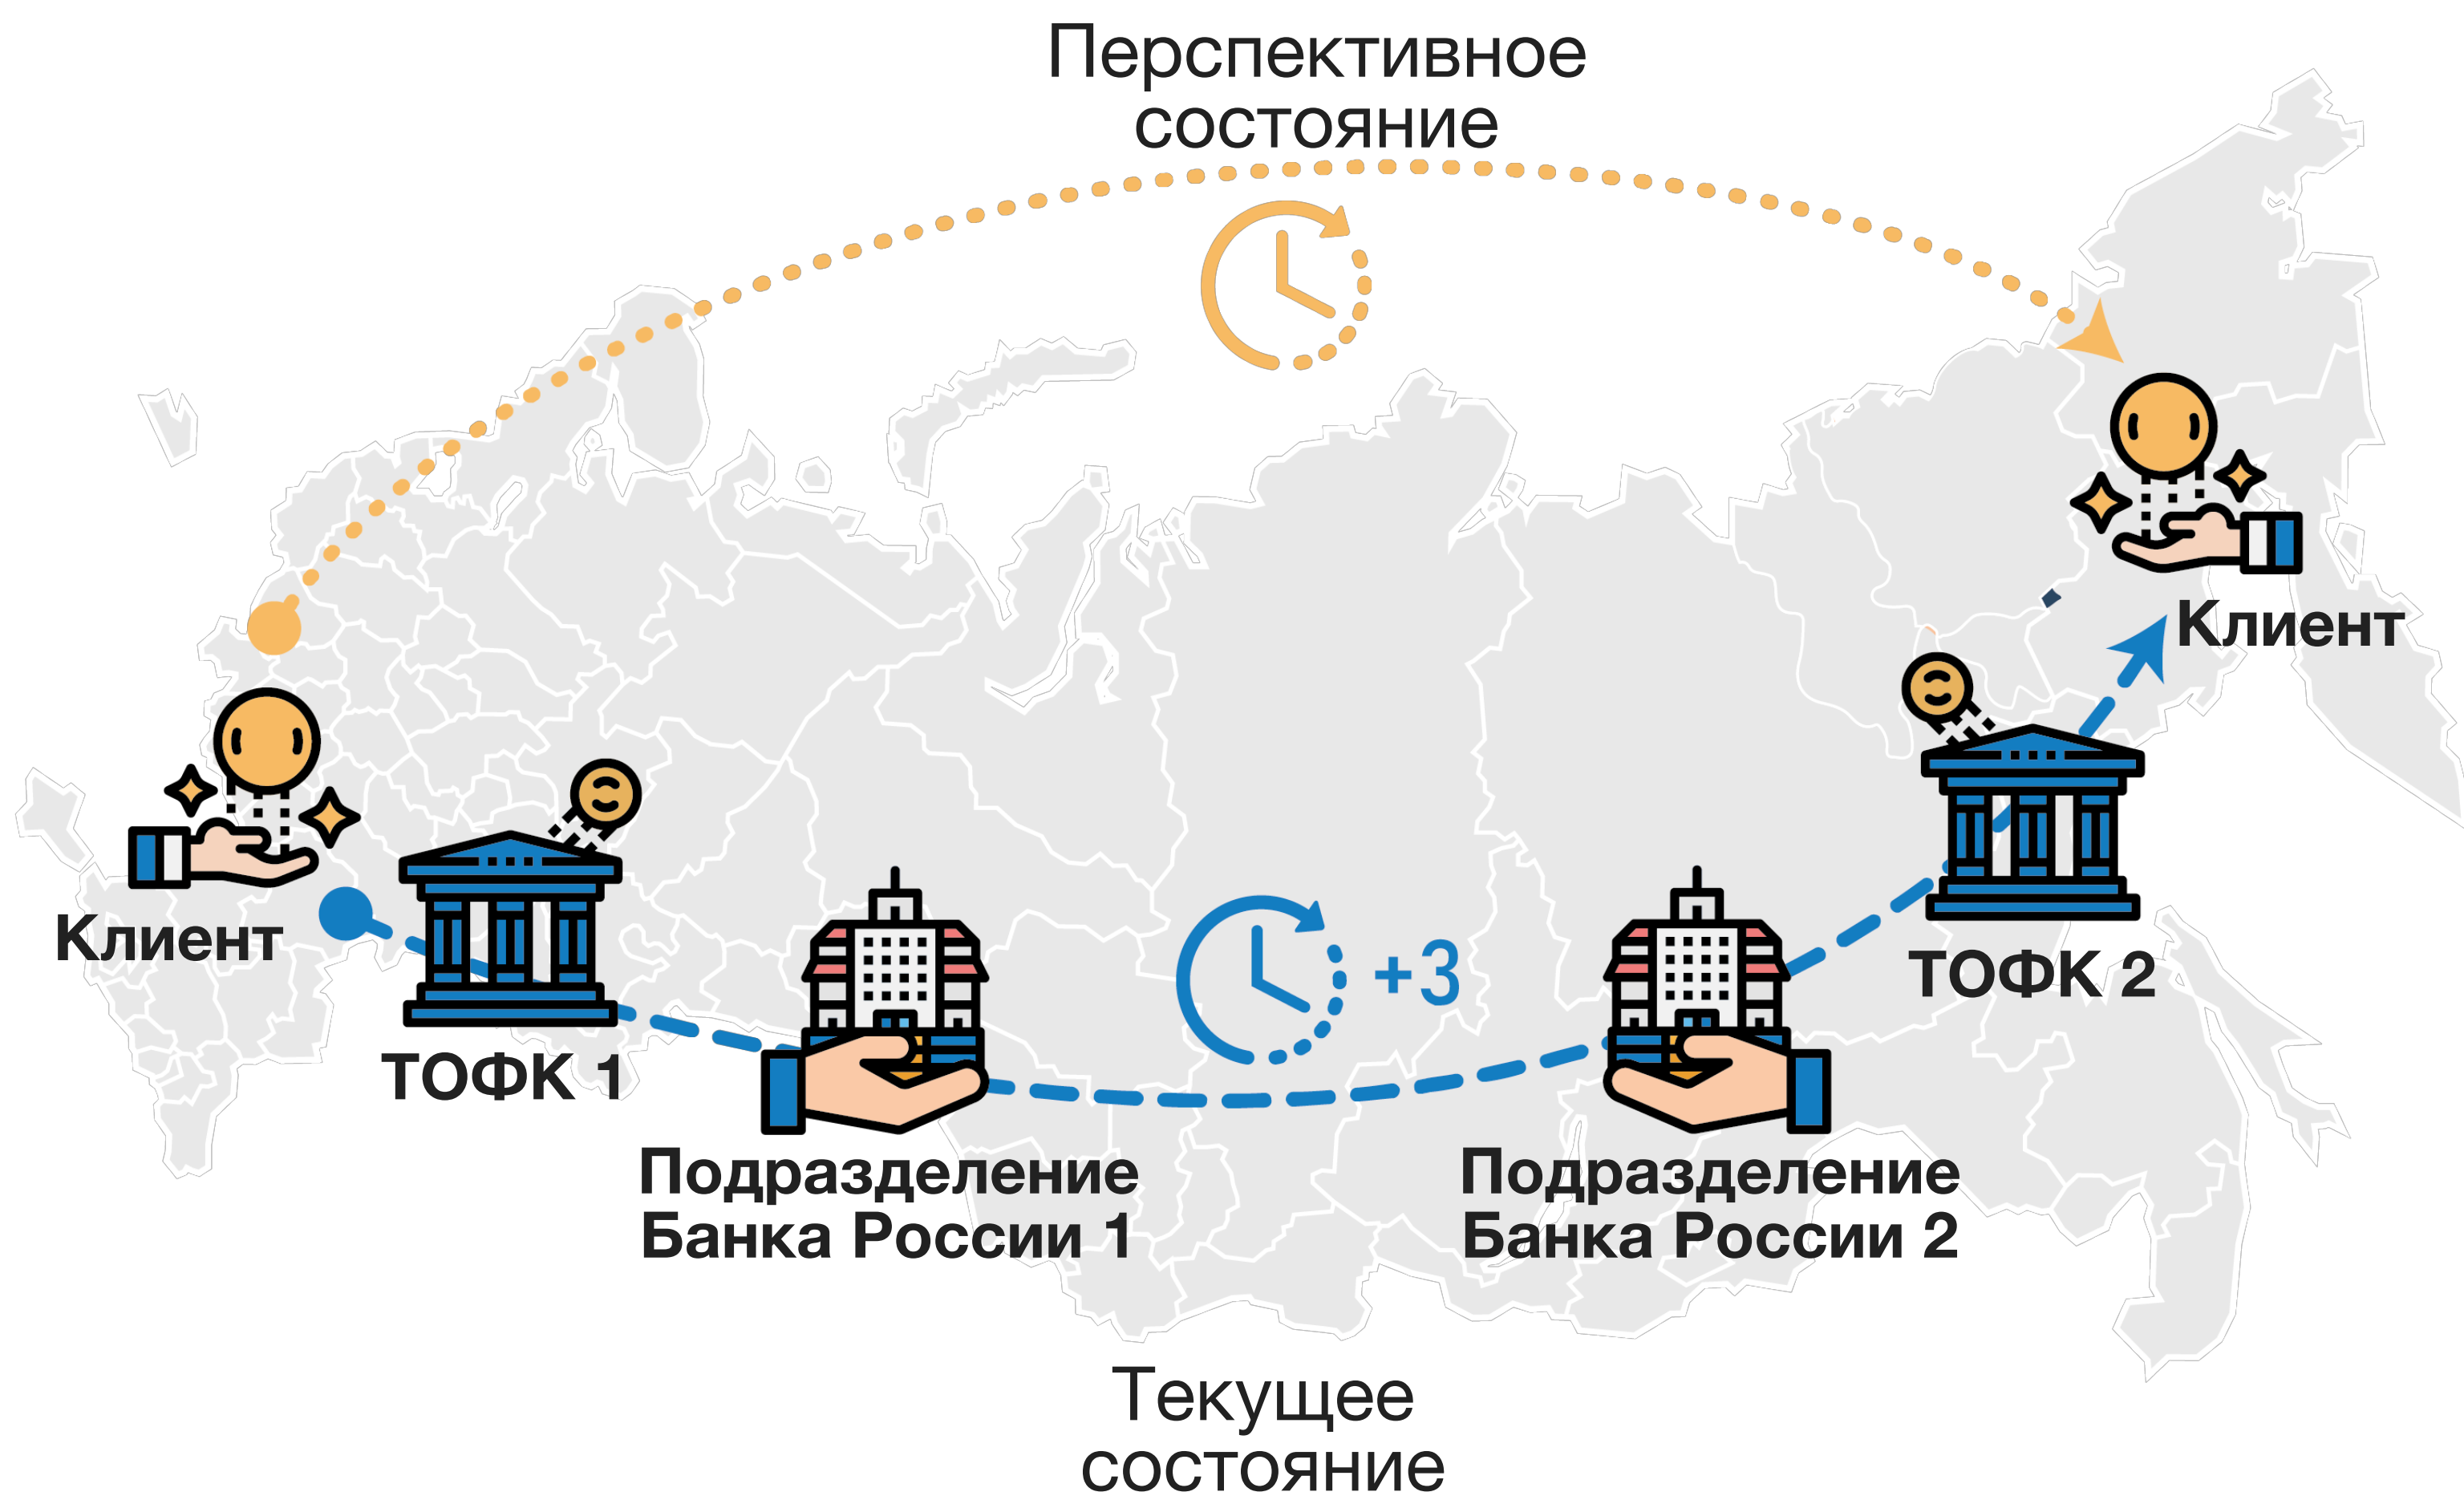 Перспективное
состояние
Клиент
Клиент
+3
ТОФК 1
ТОФК 2
Подразделение
Банка России 1
Подразделение
Банка России 2
Текущее
состояние